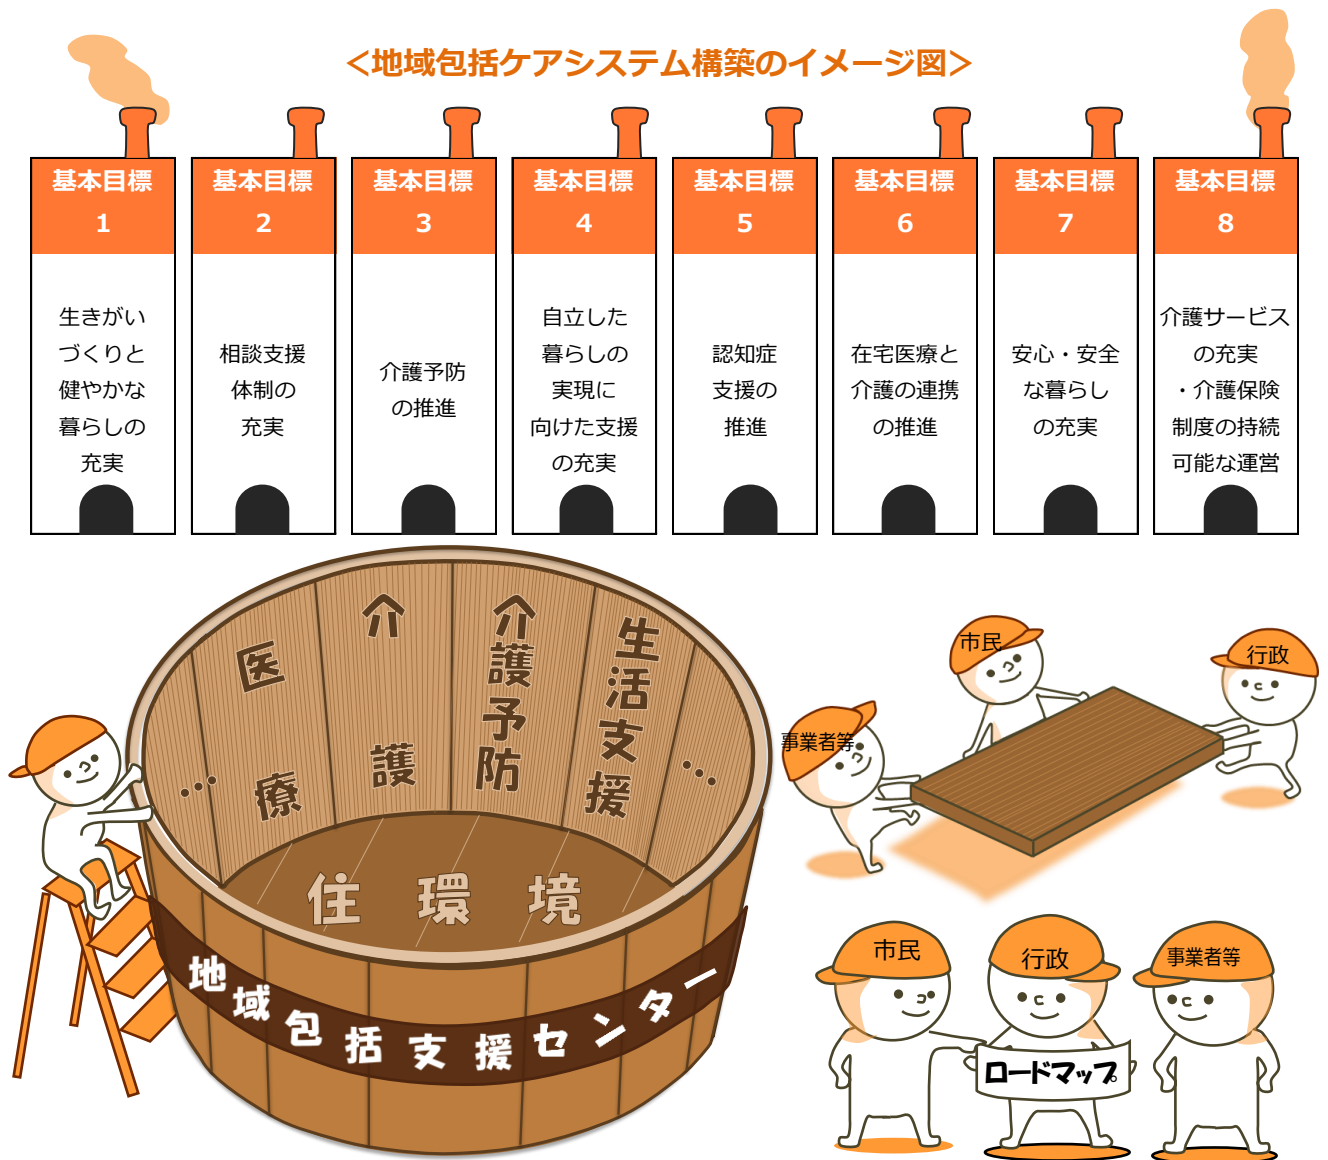 ＜地域包括ケアシステム構築のイメージ図＞
基本目標
1
生きがい
づくりと
健やかな
暮らしの
充実
基本目標
2
相談支援
体制の
充実
基本目標
3
介護予防
の推進
基本目標
4
自立した
暮らしの
実現に
向けた支援
の充実
基本目標
5
認知症
支援の
推進
基本目標
6
在宅医療と
介護の連携
の推進
基本目標
7
安心・安全
な暮らし
の充実
基本目標
8
介護サービス
の充実
・介護保険
制度の持続
可能な運営
…
医療
介護
介護予防
生活支援
…
住環境
地域包括支援センター
市民
行政
事業者等
市民
行政
事業者等
ロードマップ